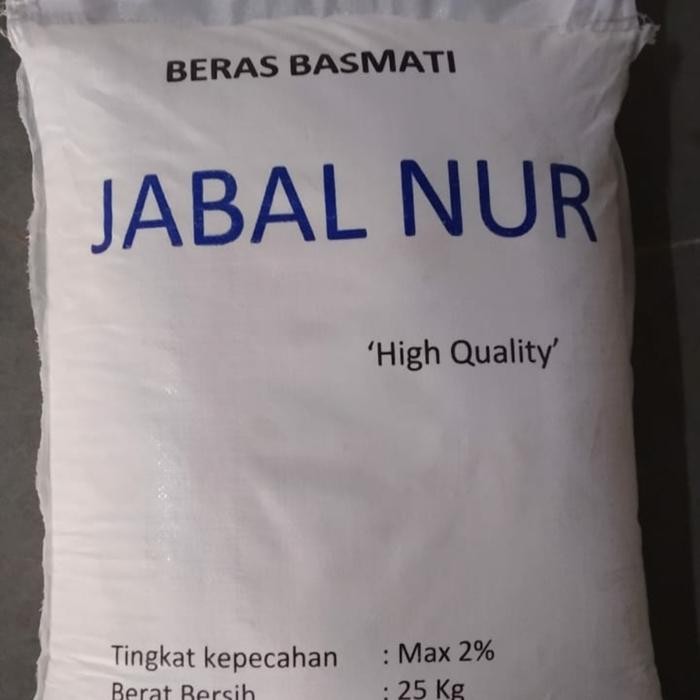 BERAS BASMATI
JABAL NUR
‘High Quality’
Tingkat kepecahan : Max 2%
Berat Bersih : 25 Kg